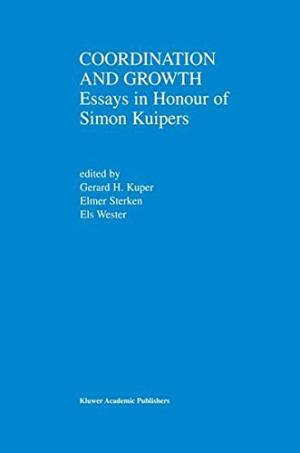 COORDINATION
AND GROWTH
Essays in Honour of
Simon Kuipers
edited by
Gerard H. Kuper
Elmer Sterken
Els Wester
Kluwer Academic Publishers